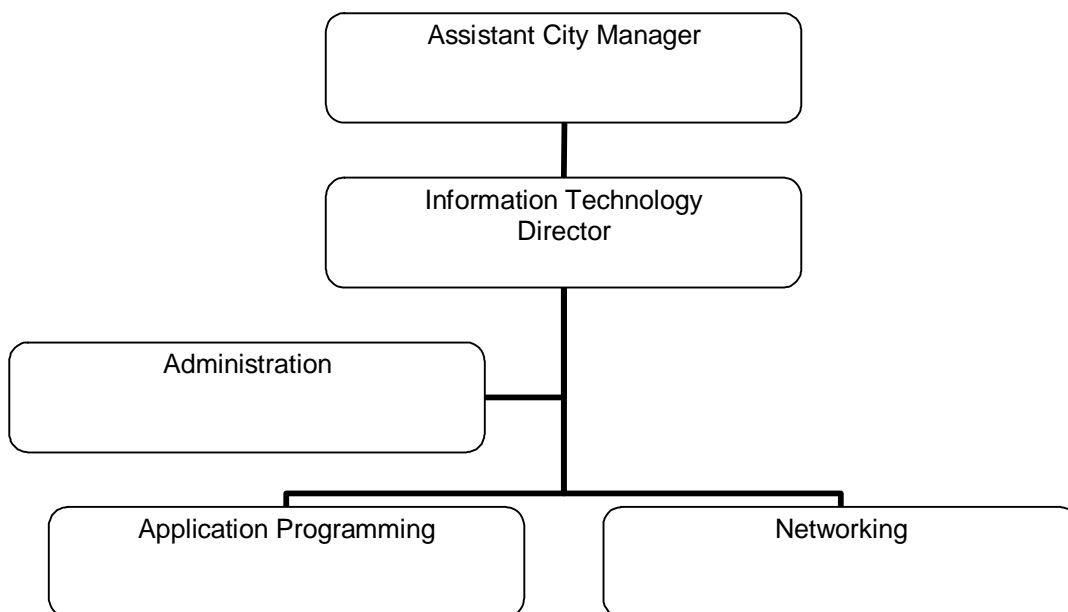 Assistant City Manager
Information Technology
Director
Administration
Application Programming
Networking